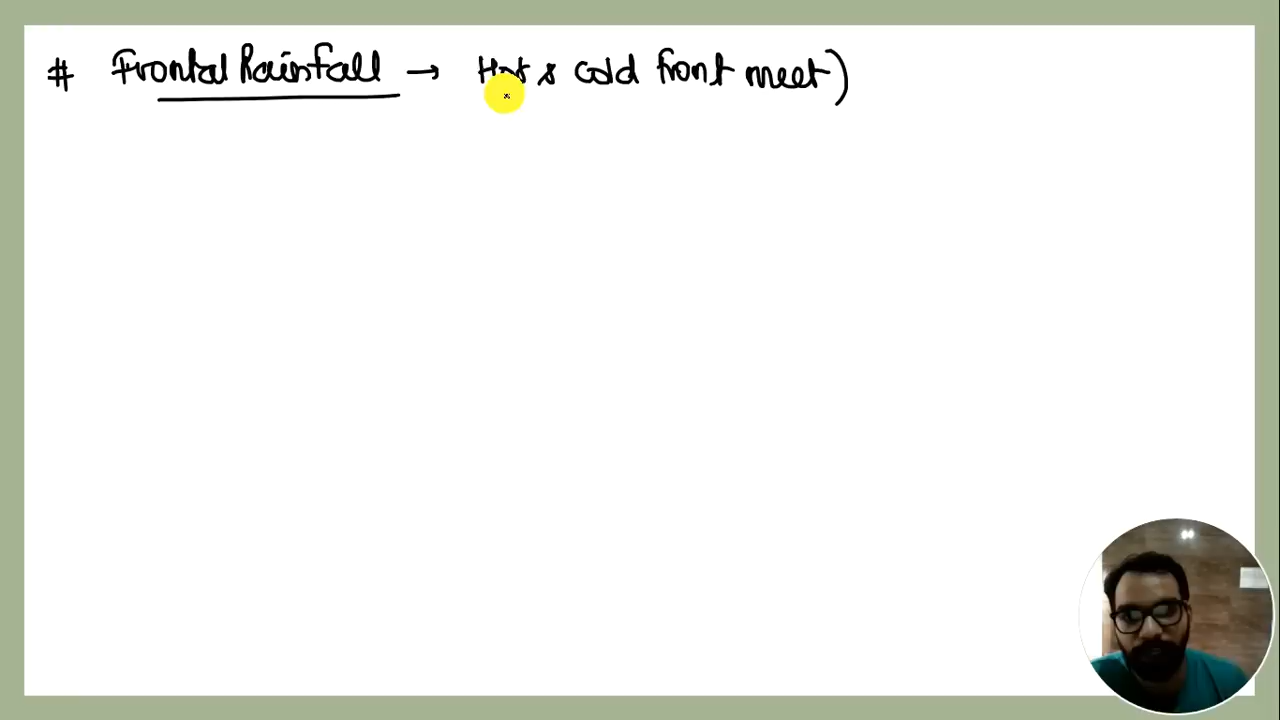 # Frontal Rainfall → Hot & cold front meet)